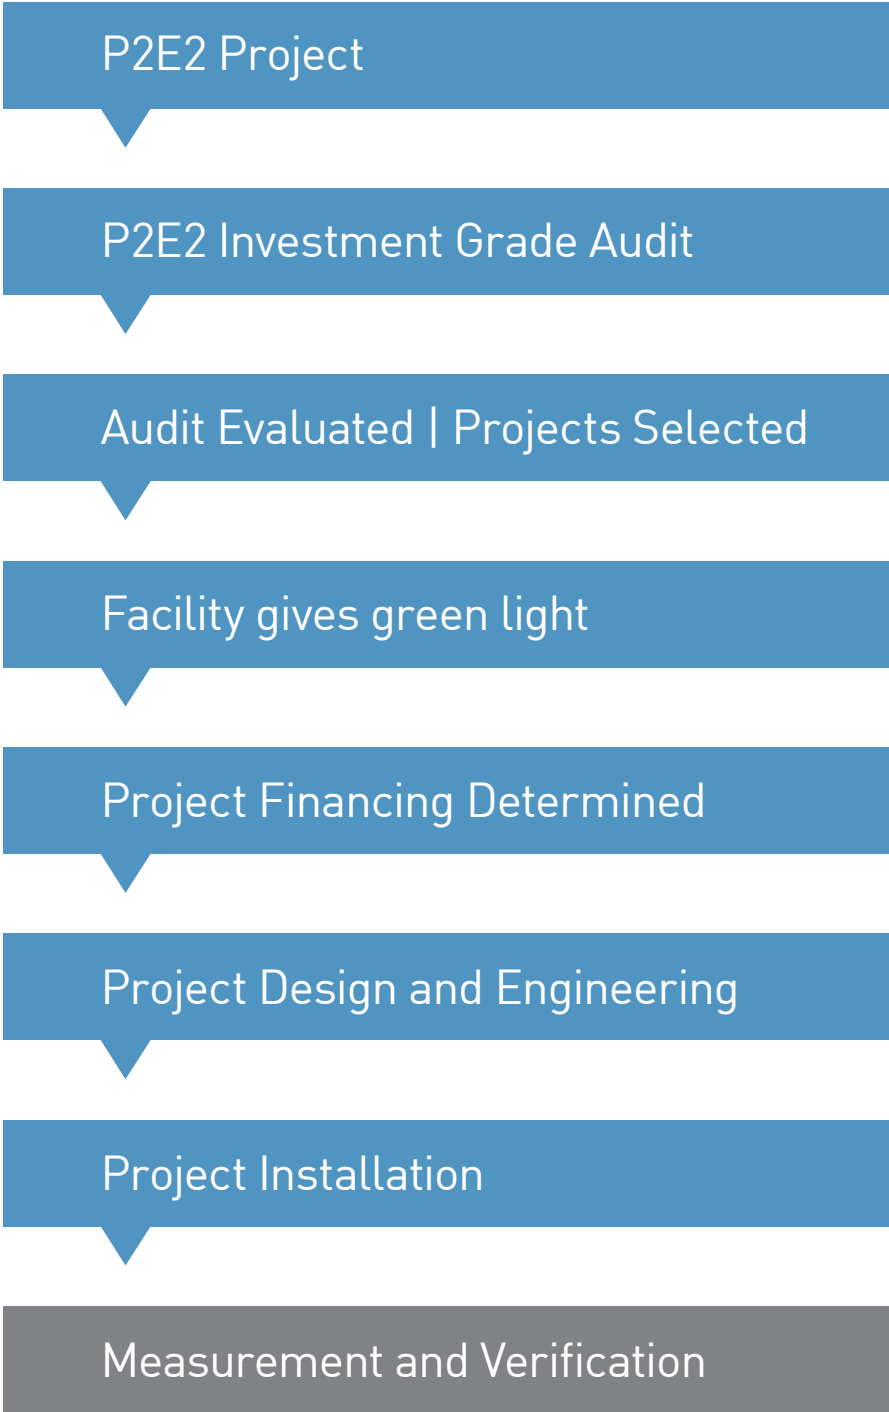 P2E2 Project
P2E2 Investment Grade Audit
Audit Evaluated | Projects Selected
Facility gives green light
Project Financing Determined
Project Design and Engineering
Project Installation
Measurement and Verification